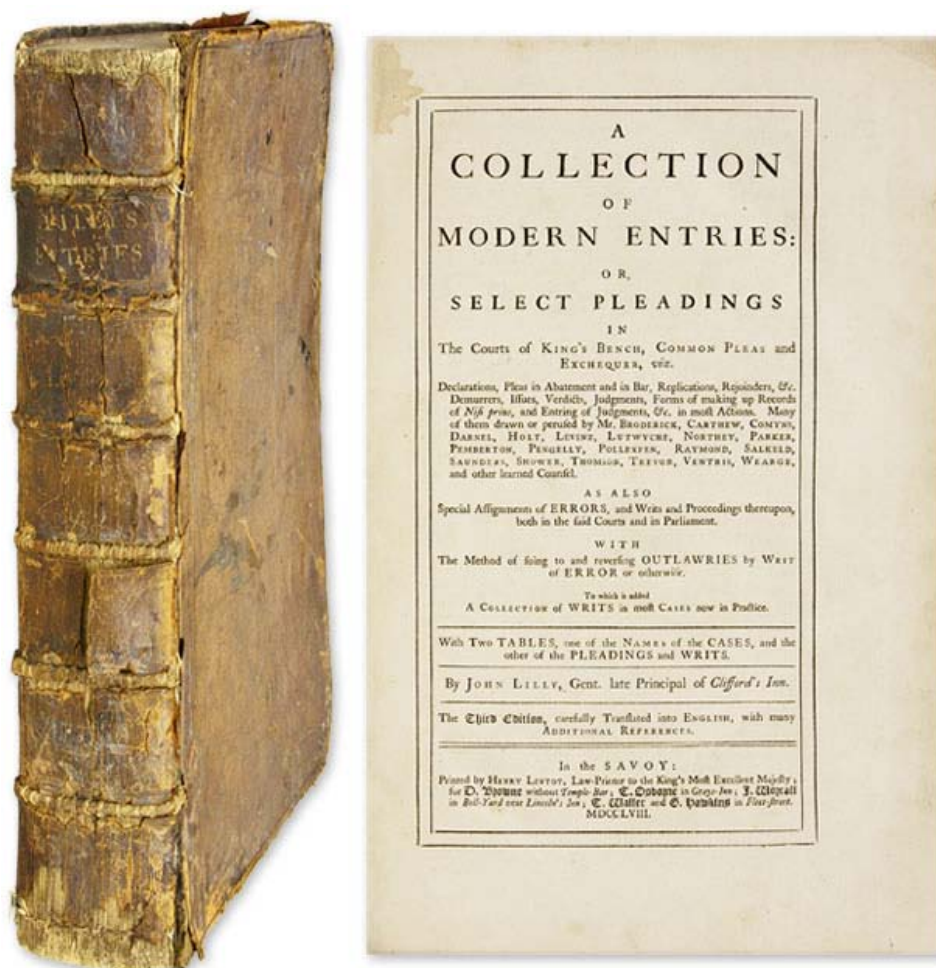 LILLY'S
ENTRIES
A
COLLECTION
OF
MODERN ENTRIES:
OR,
SELECT PLEADINGS
IN
The Courts of KING'S BENCH, COMMON PLEAS and
EXCHEQUER, viz.
Declarations, Pleas in Abatement and in Bar, Replications, Rejoinders, &c.
Demurrers, Iſſues, Verdicts, Judgments, Forms of making up Records
of Niſi prius, and Entring of Judgments, &c. in moſt Actions. Many
of them drawn or peruſed by Mr. BRODERICK, CARTHEW, COMYNS,
DARNEL, HOLT, LEVINZ, LUTWYCHE, NORTHEY, PARKER,
PEMBERTON, PENGELLY, POLLEXFEN, RAYMOND, SALKELD,
SAUNDERS, SHOWER, THOMSON, TREVOR, VENTRIS, WEARGE,
and other learned Counſel.
AS ALSO
Special Aſſignments of ERRORS, and Writs and Proceedings thereupon,
both in the ſaid Courts and in Parliament.
WITH
The Method of ſuing to and reverſing OUTLAWRIES by WRIT
of ERROR or otherwiſe.
To which is added
A COLLECTION of WRITS in moſt CASES now in Practice.
With Two TABLES, one of the NAMES of the CASES, and the
other of the PLEADINGS and WRITS.
By JOHN LILLY, Gent. late Principal of Clifford's Inn.
The Third Edition, carefully Tranſlated into ENGLISH, with many
ADDITIONAL REFERENCES.
In the SAVOY:
Printed by HENRY LINTOT, Law-Printer to the King's Moſt Excellent Majeſty;
for D. Browne without Temple-Bar; T. Osborne in Grays-Inn; J. Worrall
in Bell-Yard near Lincoln's Inn; T. Waller and G. Hawkins in Fleet-ſtreet.
MDCCLVIII.